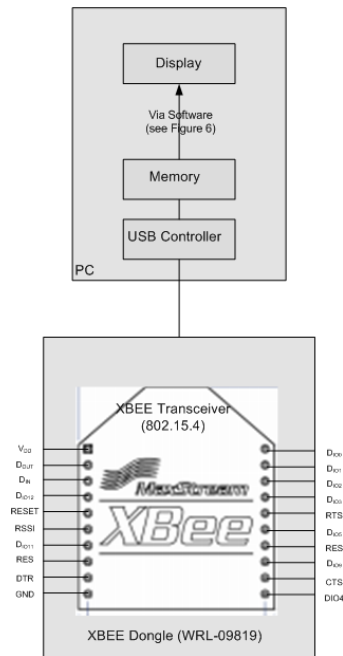 Display
Via Software
(see Figure 6)
Memory
USB Controller
PC
XBEE Transceiver
(802.15.4)
MaxStream
XBee
VCC
DOUT
DIN
DIO12
RESET
RSSI
DIO11
RES
DTR
GND
DIO0
DIO1
DIO2
DIO3
RTS
DIO5
RES
DIO9
CTS
DIO4
XBEE Dongle (WRL-09819)